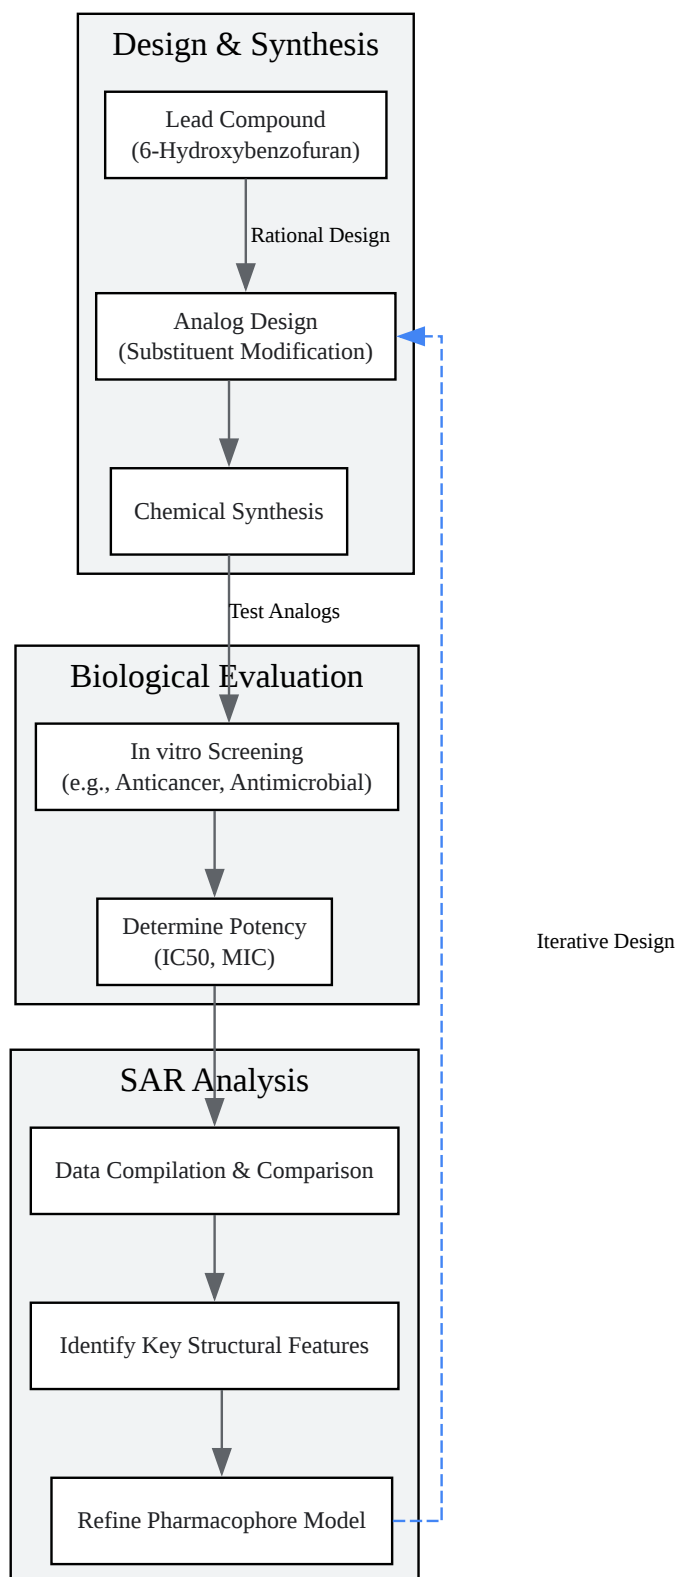 Design & Synthesis
Lead Compound
(6-Hydroxybenzofuran)
Rational Design
Analog Design
(Substituent Modification)
Chemical Synthesis
Test Analogs
Biological Evaluation
In vitro Screening
(e.g., Anticancer, Antimicrobial)
Determine Potency
(IC50, MIC)
Iterative Design
SAR Analysis
Data Compilation & Comparison
Identify Key Structural Features
Refine Pharmacophore Model